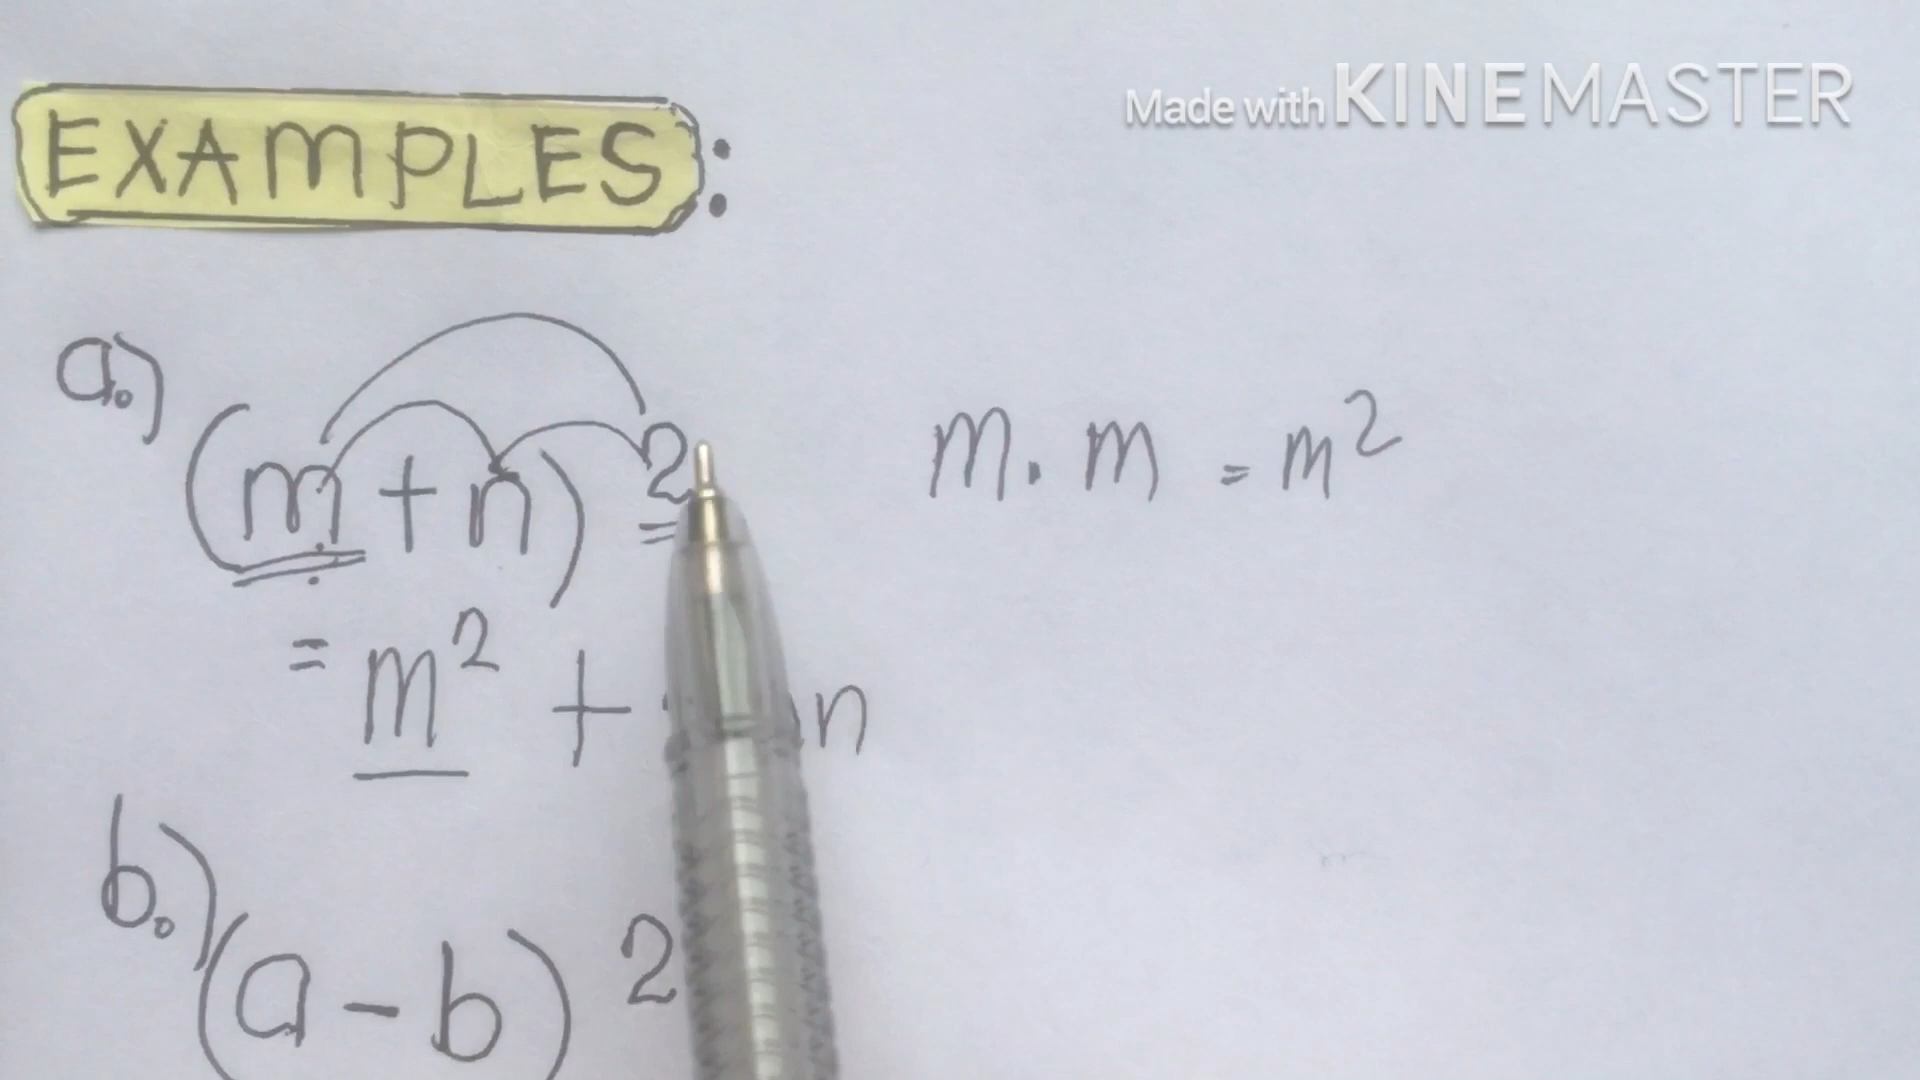 Made with KINEMASTER
EXAMPLES:
a.) (m + n)² m . m = m²
= m² + n
b.) (a - b)²